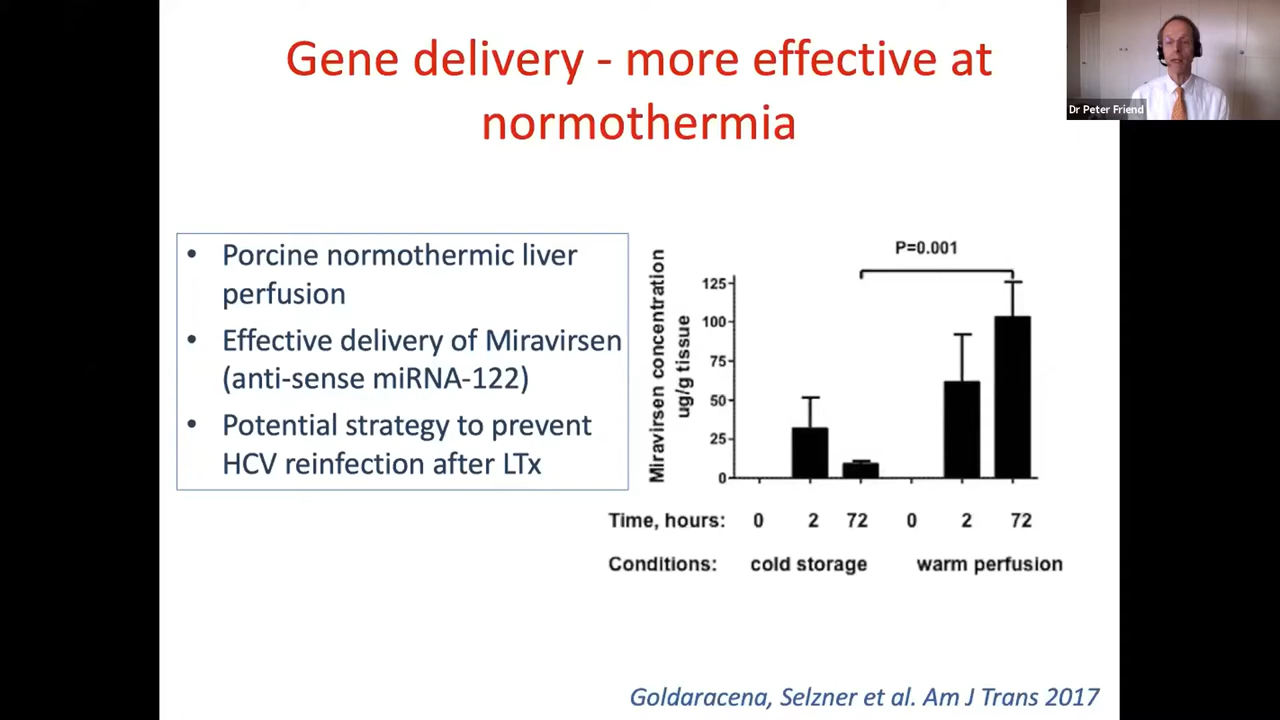 Gene delivery - more effective at
normothermia
Dr Peter Friend
• Porcine normothermic liver
perfusion
• Effective delivery of Miravirsen
(anti-sense miRNA-122)
• Potential strategy to prevent
HCV reinfection after LTx
Miravirsen concentration
ug/g tissue
P=0.001
125
100
75
50
25
0
Time, hours: 0 2 72 0 2 72
Conditions: cold storage warm perfusion
Goldaracena, Selzner et al. Am J Trans 2017